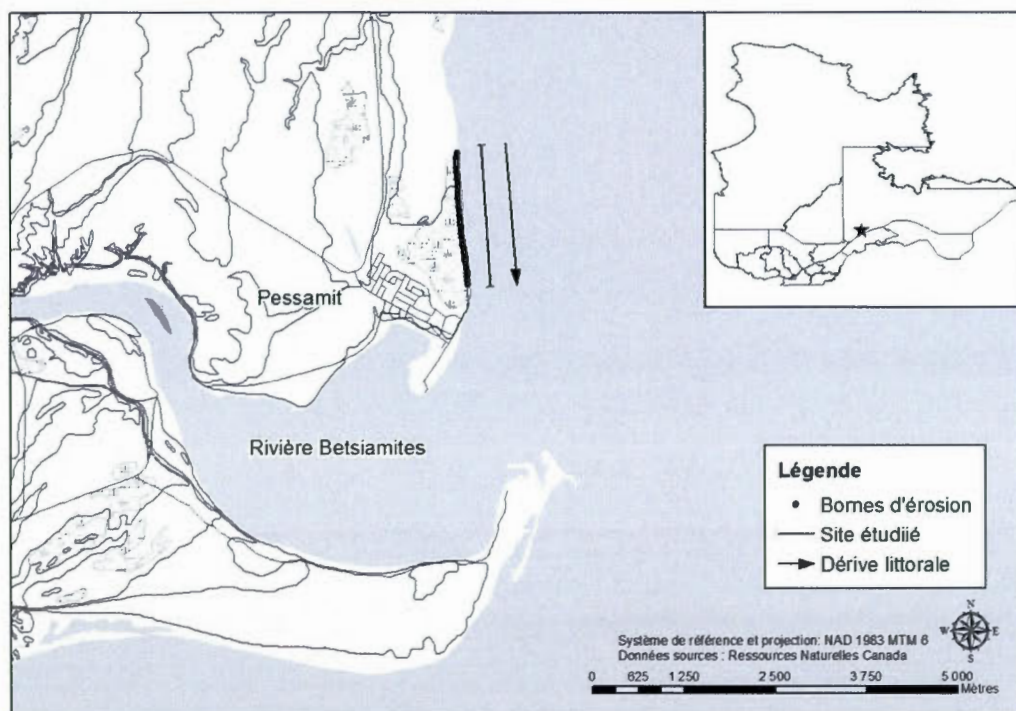 Pessamit
Rivière Betsiamites
Légende
Bornes d'érosion
Site étudiié
Dérive littorale
Système de référence et projection: NAD 1983 MTM 6
Données sources : Ressources Naturelles Canada
N
W E
S
0 625 1 250 2 500 3 750 5 000
Mètres